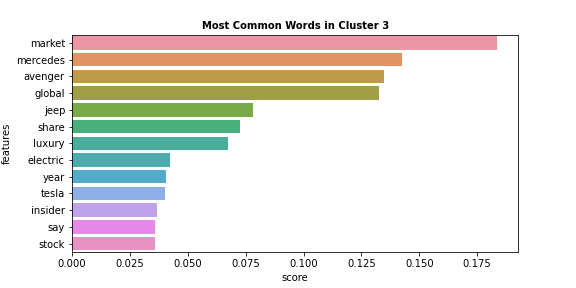 Most Common Words in Cluster 3
features
market
mercedes
avenger
global
jeep
share
luxury
electric
year
tesla
insider
say
stock
0.000 0.025 0.050 0.075 0.100 0.125 0.150 0.175
score